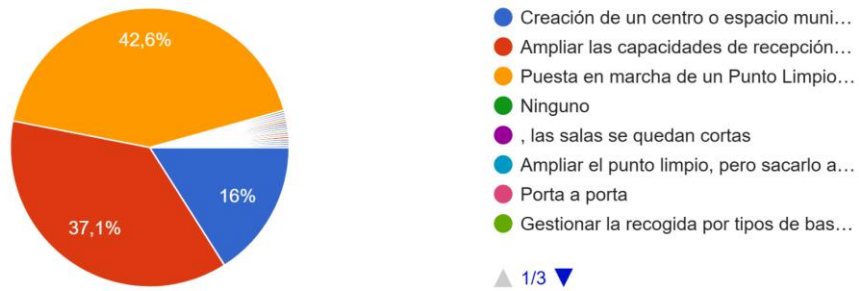 42,6%
37,1%
16%
Creación de un centro o espacio muni…
Ampliar las capacidades de recepción…
Puesta en marcha de un Punto Limpio…
Ninguno
, las salas se quedan cortas
Ampliar el punto limpio, pero sacarlo a…
Porta a porta
Gestionar la recogida por tipos de bas…
1/3